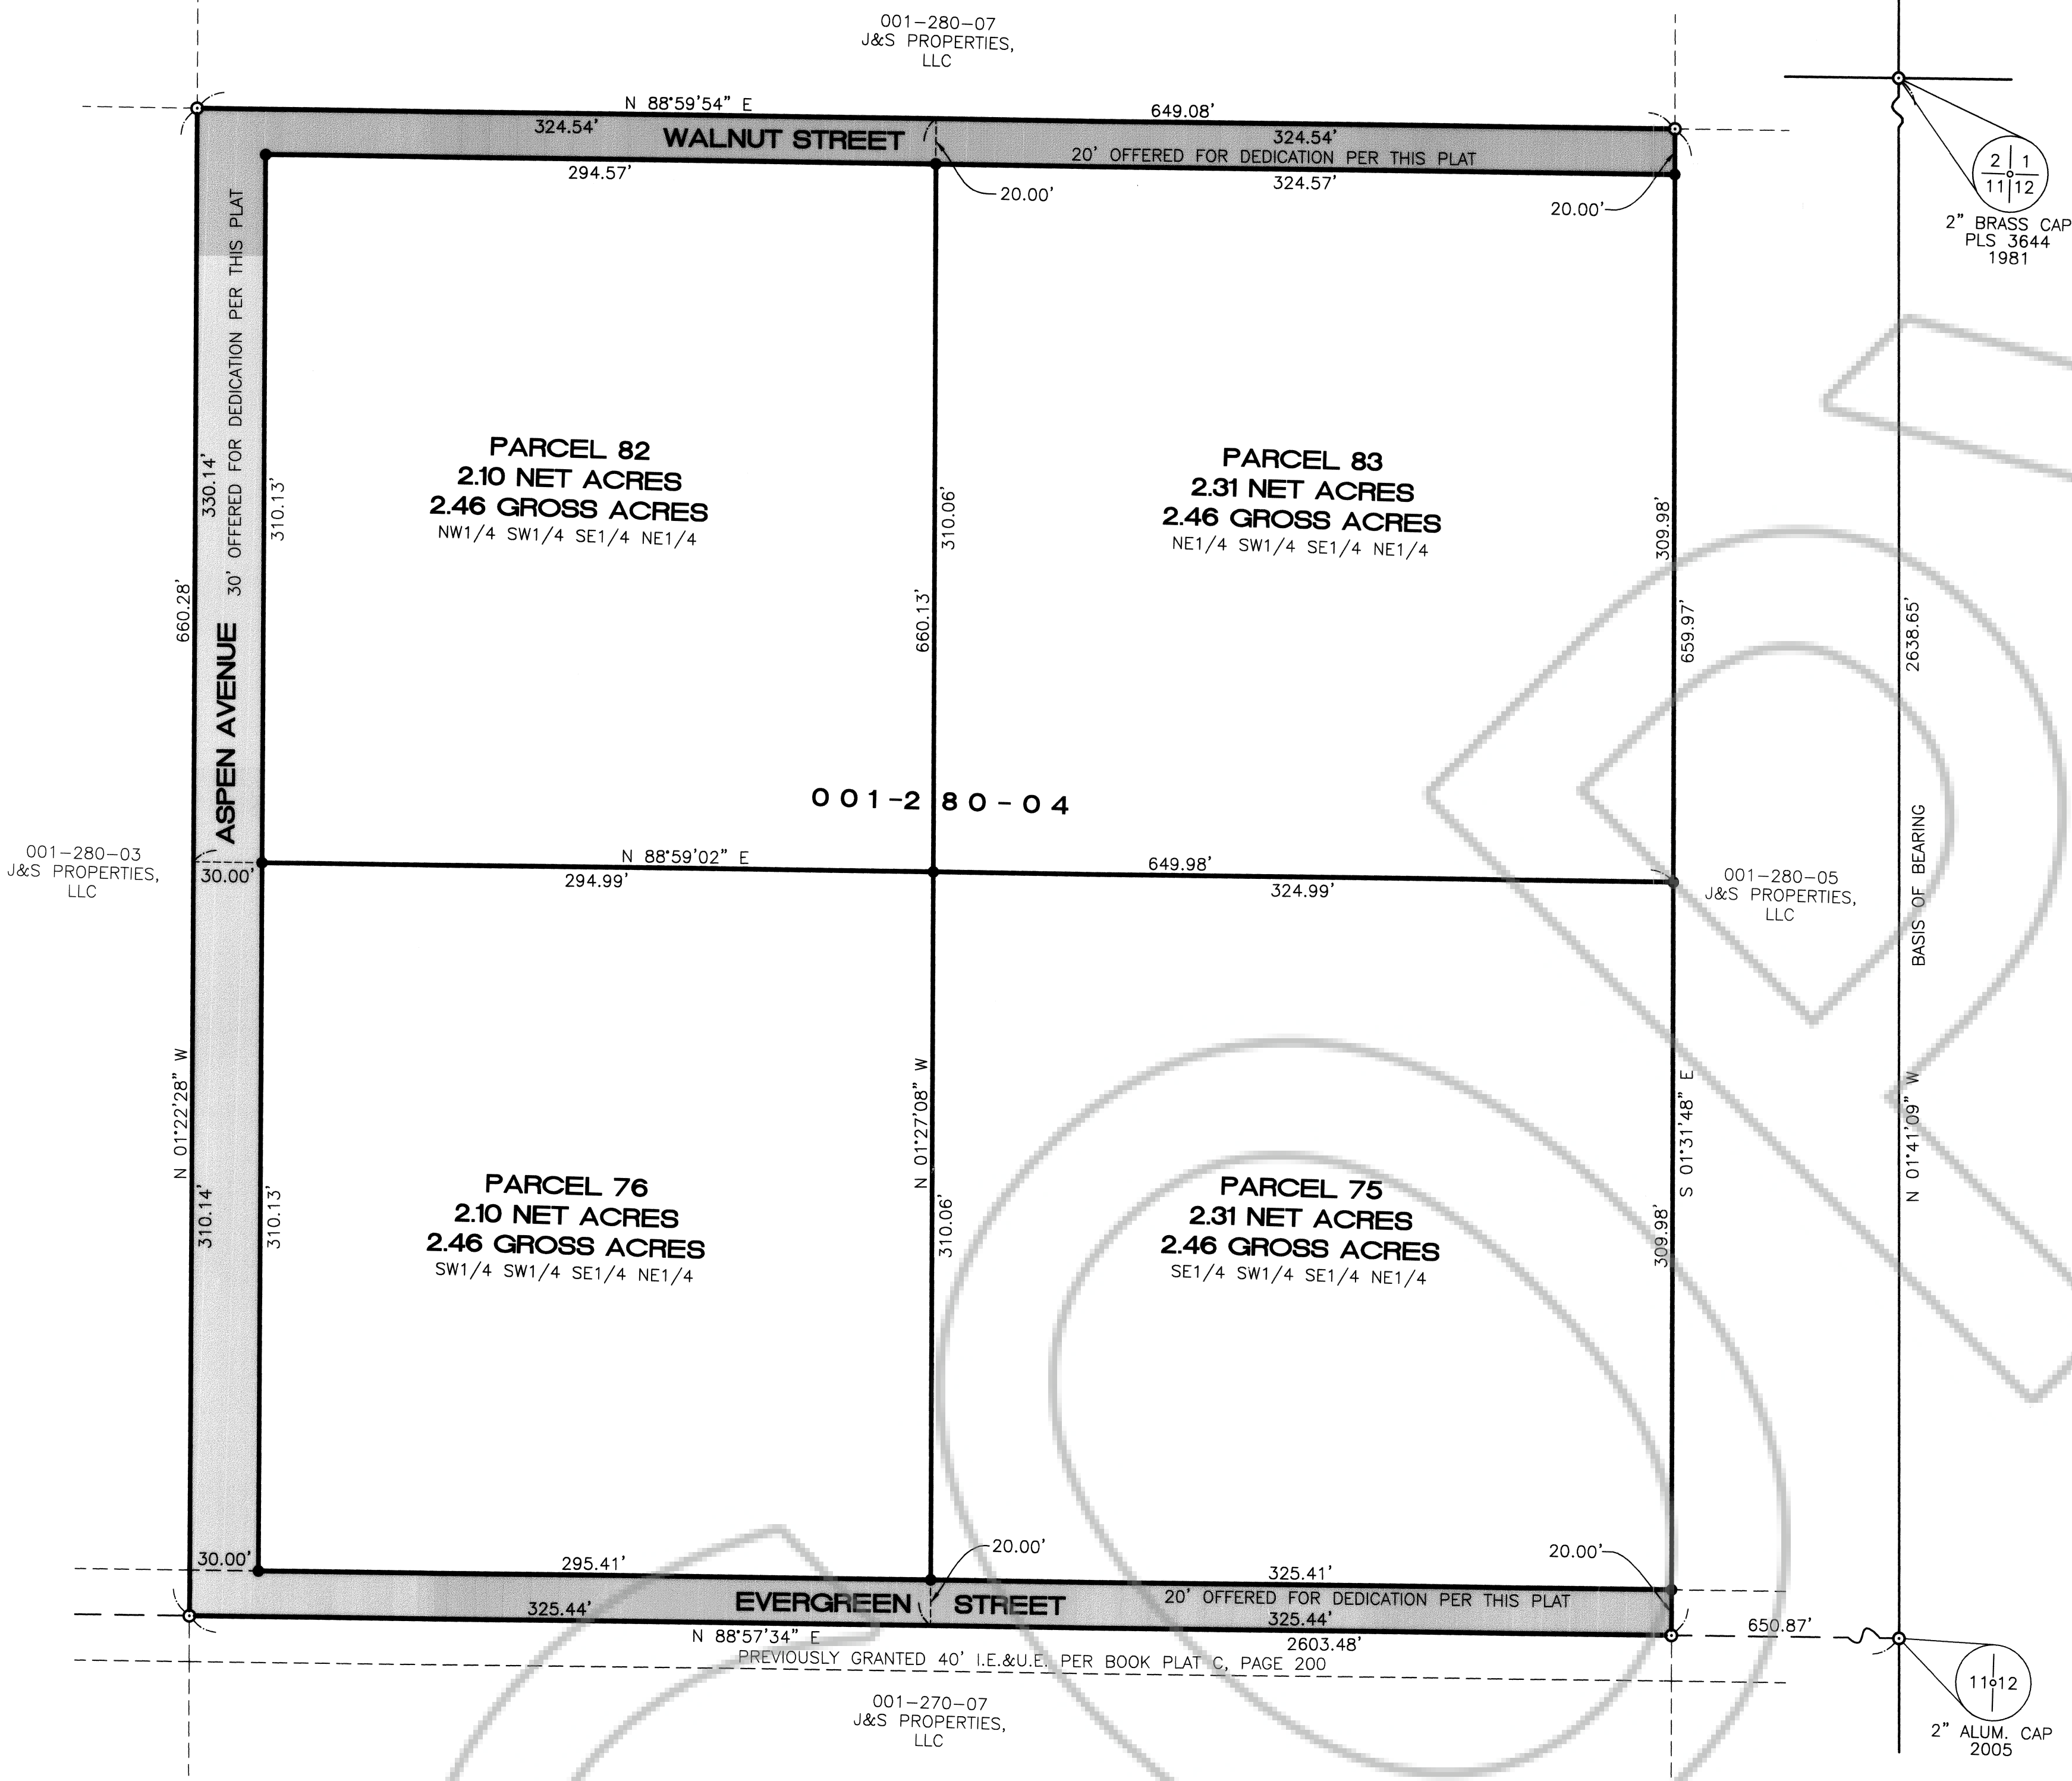 001-280-07
J&S PROPERTIES,
LLC
N 88°59'54" E
649.08'
324.54'
WALNUT STREET
324.54'
20' OFFERED FOR DEDICATION PER THIS PLAT
294.57'
20.00'
324.57'
20.00'
2 1
11 12
2" BRASS CAP
PLS 3644
1981
30' OFFERED FOR DEDICATION PER THIS PLAT
330.14'
310.13'
660.28'
ASPEN AVENUE
PARCEL 82
2.10 NET ACRES
2.46 GROSS ACRES
NW1/4 SW1/4 SE1/4 NE1/4
310.06'
660.13'
PARCEL 83
2.31 NET ACRES
2.46 GROSS ACRES
NE1/4 SW1/4 SE1/4 NE1/4
309.98'
659.97'
2638.65'
BASIS OF BEARING
N 01°41'09" W
001-280-04
001-280-03
J&S PROPERTIES,
LLC
30.00'
N 88°59'02" E
294.99'
649.98'
324.99'
001-280-05
J&S PROPERTIES,
LLC
N 01°22'28" W
310.14'
310.13'
PARCEL 76
2.10 NET ACRES
2.46 GROSS ACRES
SW1/4 SW1/4 SE1/4 NE1/4
N 01°27'08" W
310.06'
PARCEL 75
2.31 NET ACRES
2.46 GROSS ACRES
SE1/4 SW1/4 SE1/4 NE1/4
S 01°31'48" E
309.98'
30.00'
295.41'
20.00'
325.41'
20.00'
325.44'
EVERGREEN STREET
20' OFFERED FOR DEDICATION PER THIS PLAT
325.44'
N 88°57'34" E
2603.48'
650.87'
PREVIOUSLY GRANTED 40' I.E.&U.E. PER BOOK PLAT C, PAGE 200
001-270-07
J&S PROPERTIES,
LLC
11 12
2" ALUM. CAP
2005